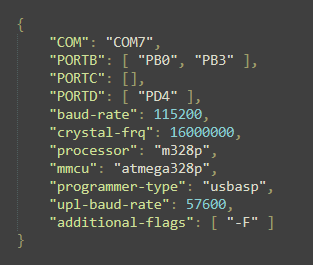 {
    "COM": "COM7",
    "PORTB": [ "PB0", "PB3" ],
    "PORTC": [],
    "PORTD": [ "PD4" ],
    "baud-rate": 115200,
    "crystal-frq": 16000000,
    "processor": "m328p",
    "mmcu": "atmega328p",
    "programmer-type": "usbasp",
    "upl-baud-rate": 57600,
    "additional-flags": [ "-F" ]
}